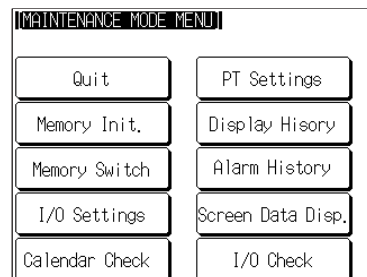 [MAINTENANCE MODE MENU]
Quit
PT Settings
Memory Init.
Display Hisory
Memory Switch
Alarm History
I/O Settings
Screen Data Disp.
Calendar Check
I/O Check